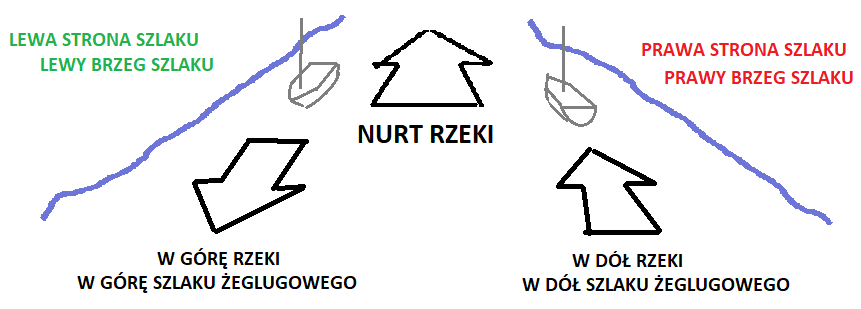 LEWA STRONA SZLAKU
LEWY BRZEG SZLAKU
PRAWA STRONA SZLAKU
PRAWY BRZEG SZLAKU
NURT RZEKI
W GÓRĘ RZEKI
W GÓRĘ SZLAKU ŻEGLUGOWEGO
W DÓŁ RZEKI
W DÓŁ SZLAKU ŻEGLUGOWEGO